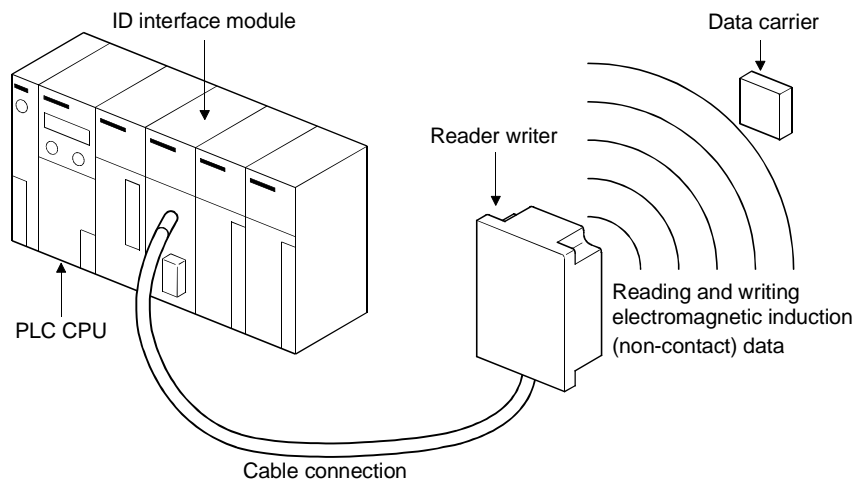 ID interface module
Data carrier
Reader writer
PLC CPU
Reading and writing
electromagnetic induction
(non-contact) data
Cable connection